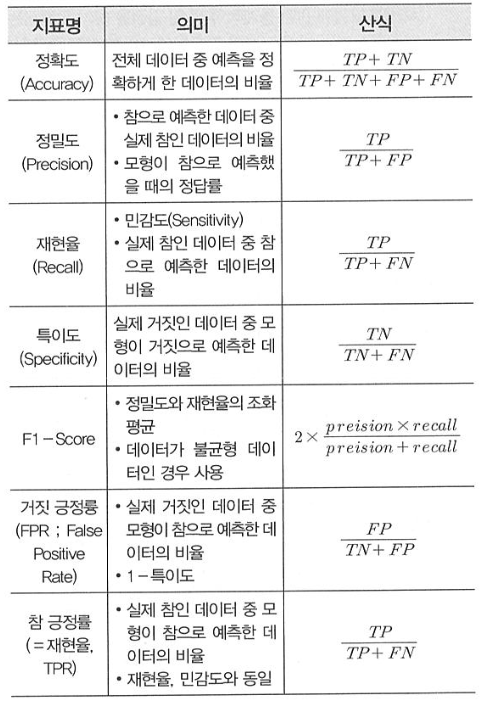 지표명 의미 산식
정확도
(Accuracy)
전체 데이터 중 예측을 정
확하게 한 데이터의 비율
TP + TN
TP + TN + FP + FN
정밀도
(Precision)
• 참으로 예측한 데이터 중
실제 참인 데이터의 비율
• 모형이 참으로 예측했
을 때의 정답률
TP
TP + FP
재현율
(Recall)
• 민감도(Sensitivity)
• 실제 참인 데이터 중 참
으로 예측한 데이터의
비율
TP
TP + FN
특이도
(Specificity)
실제 거짓인 데이터 중 모
형이 거짓으로 예측한 데
이터의 비율
TN
TN + FN
F1-Score
• 정밀도와 재현율의 조화
평균
• 데이터가 불균형 데이
터인 경우 사용
2 × preision × recall
preision + recall
거짓 긍정률
(FPR ; False
Positive
Rate)
• 실제 거짓인 데이터 중
모형이 참으로 예측한 데
이터의 비율
• 1-특이도
FP
TN + FP
참 긍정률
(=재현율,
TPR)
• 실제 참인 데이터 중 모
형이 참으로 예측한 데
이터의 비율
• 재현율, 민감도와 동일
TP
TP + FN